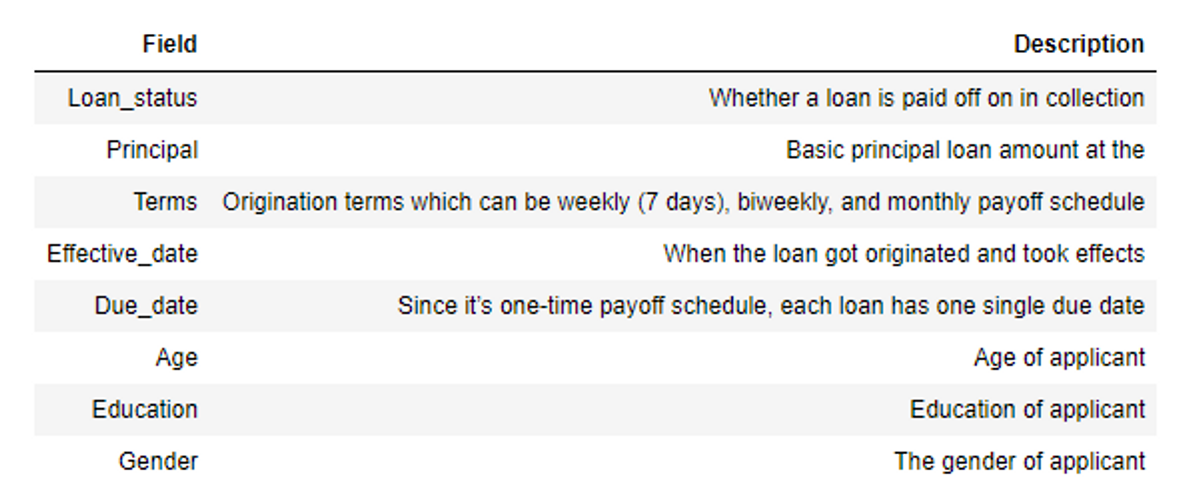 Field Description
Loan_status Whether a loan is paid off on in collection
Principal Basic principal loan amount at the
Terms Origination terms which can be weekly (7 days), biweekly, and monthly payoff schedule
Effective_date When the loan got originated and took effects
Due_date Since it’s one-time payoff schedule, each loan has one single due date
Age Age of applicant
Education Education of applicant
Gender The gender of applicant